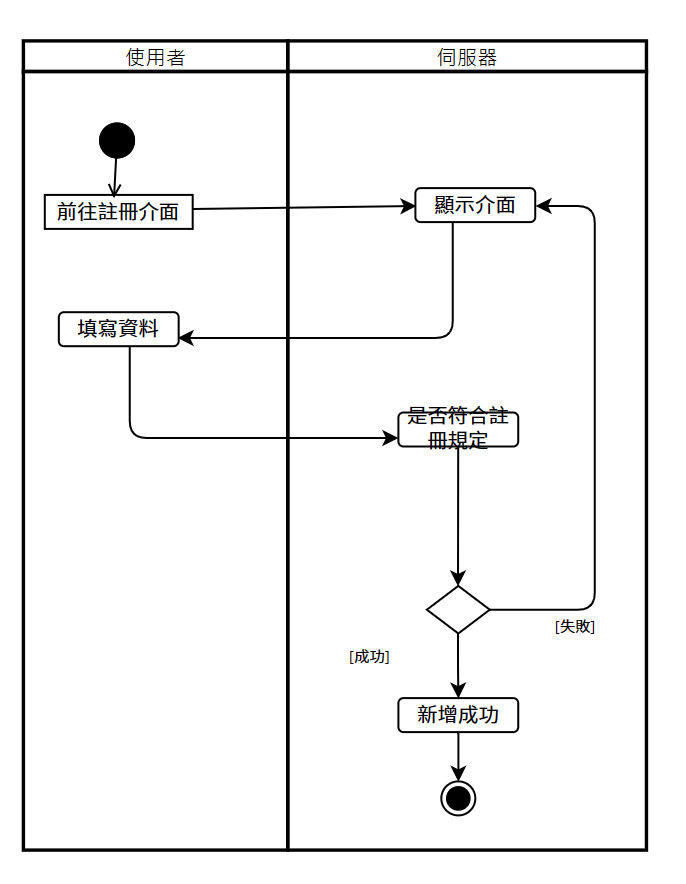 使用者
伺服器
前往註冊介面
顯示介面
填寫資料
是否符合註
冊規定
[失敗]
[成功]
新增成功